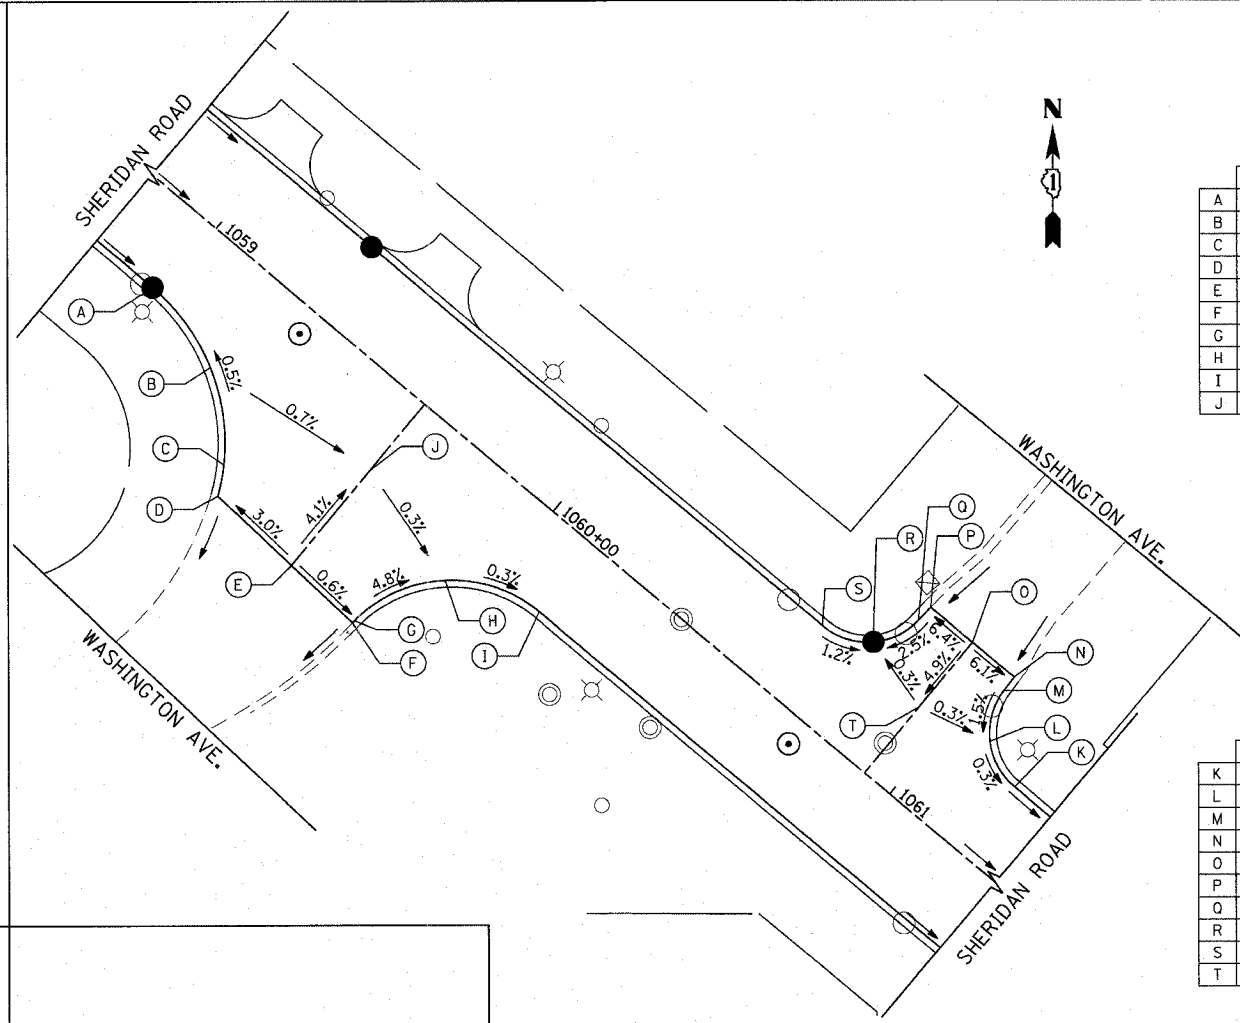 SHERIDAN ROAD
N
1
1059
A
B
C
D
E
F
G
H
I
J
A
0.5%
B
0.7%
C
J
D
3.0%
4.1%
0.3%
1060+00
WASHINGTON AVE.
Q
P
R
E
0.6%
4.8%
0.3%
S
O
G
H
F
I
1.2%
2.5%
6.4%
6.1%
N
0.3%
4.9%
M
WASHINGTON AVE.
0.3%
1.5%
T
L
K
0.3%
1061
SHERIDAN ROAD
K
L
M
N
O
P
Q
R
S
T